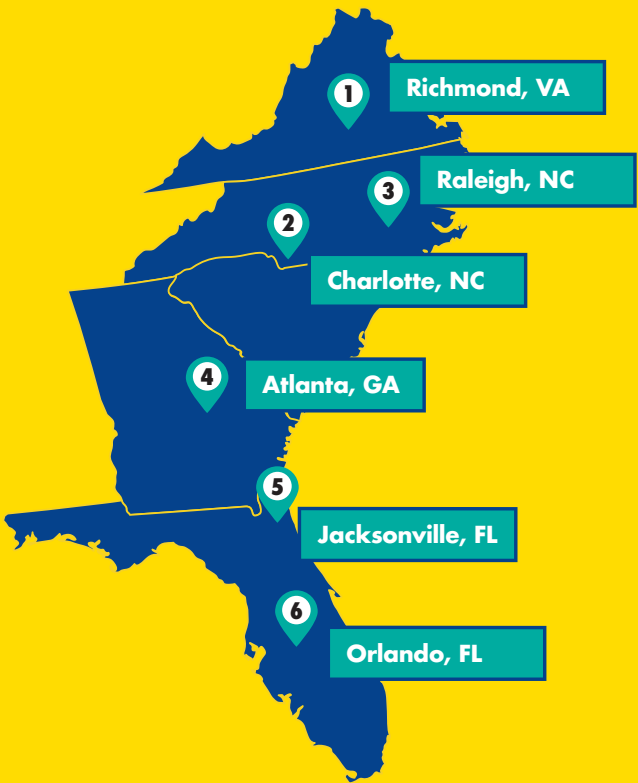 1
Richmond, VA
3
Raleigh, NC
2
Charlotte, NC
4
Atlanta, GA
5
Jacksonville, FL
6
Orlando, FL